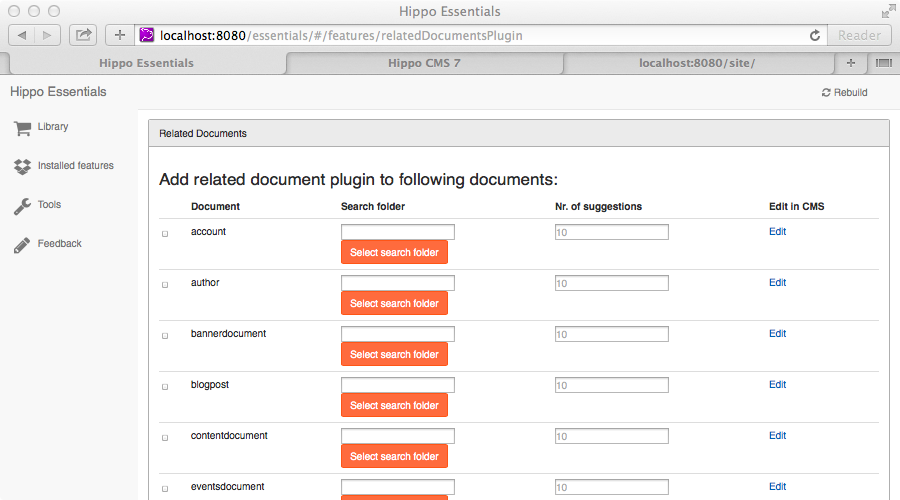 Hippo Essentials
localhost:8080/essentials/#/features/relatedDocumentsPlugin
Reader
Hippo Essentials
Hippo CMS 7
localhost:8080/site/
Hippo Essentials
Rebuild
Library
Installed features
Tools
Feedback
Related Documents
Add related document plugin to following documents:
Document Search folder Nr. of suggestions Edit in CMS
account 10 Edit
Select search folder
author 10 Edit
Select search folder
bannerdocument 10 Edit
Select search folder
blogpost 10 Edit
Select search folder
contentdocument 10 Edit
Select search folder
eventsdocument 10 Edit